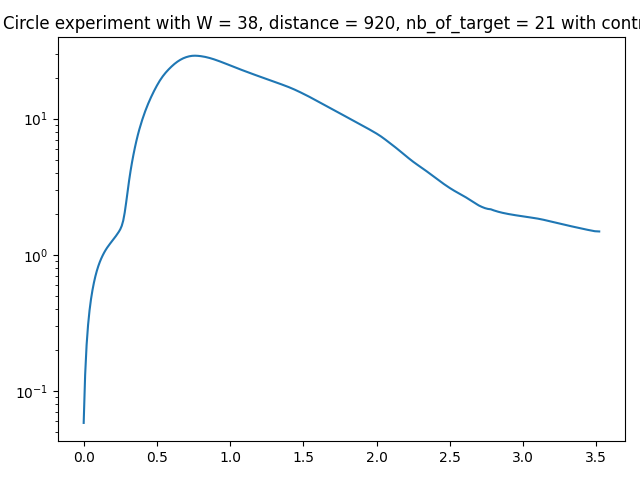 Circle experiment with W = 38, distance = 920, nb_of_target = 21 with contr
10¹
10⁰
10⁻¹
0.0 0.5 1.0 1.5 2.0 2.5 3.0 3.5